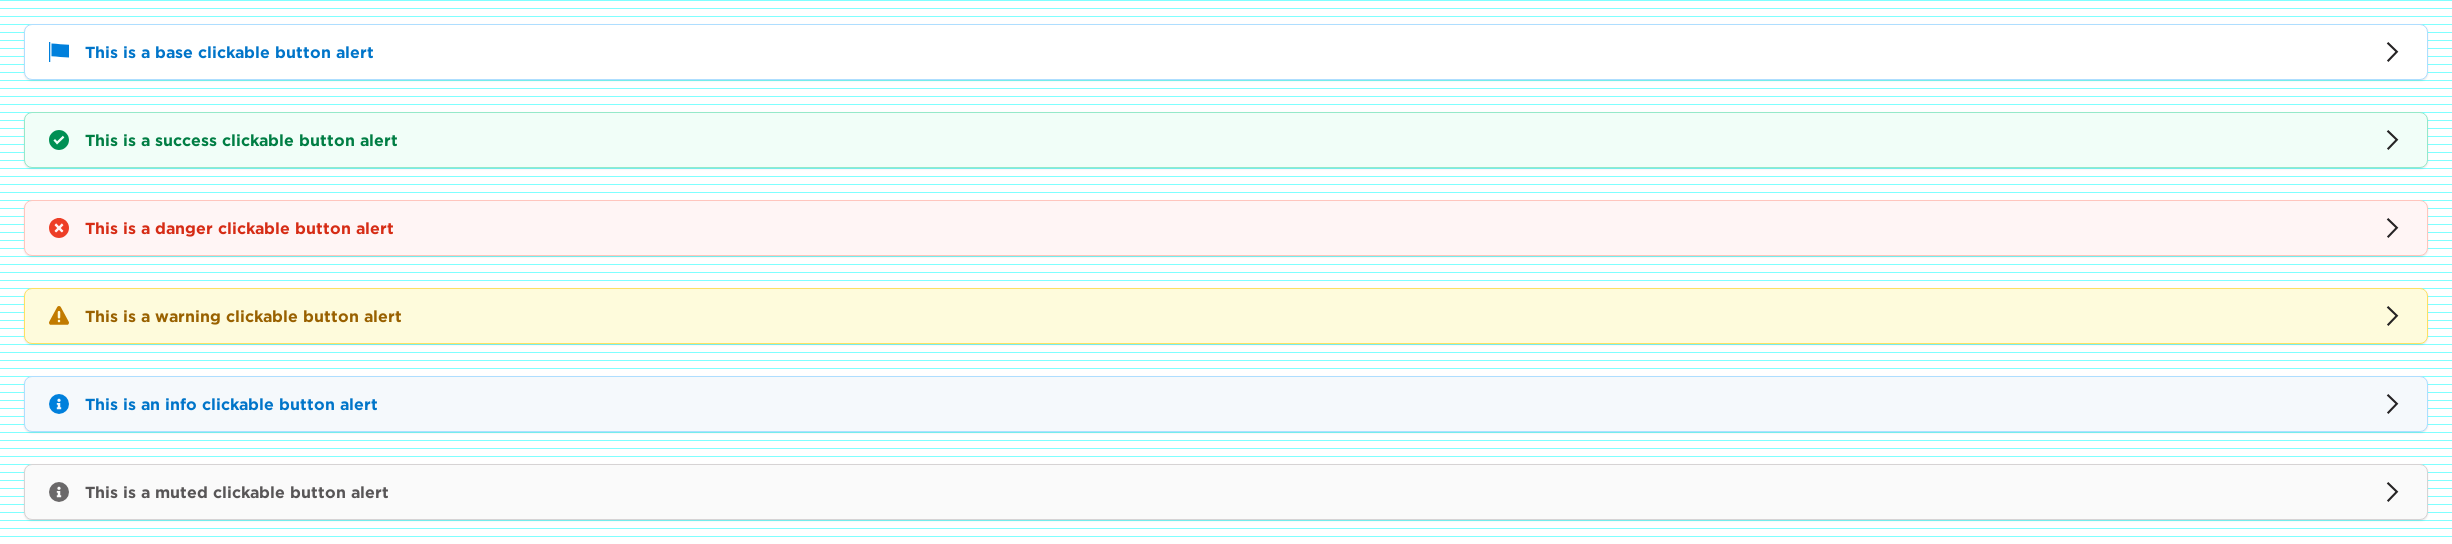 This is a base clickable button alert
This is a success clickable button alert
This is a danger clickable button alert
This is a warning clickable button alert
This is an info clickable button alert
This is a muted clickable button alert